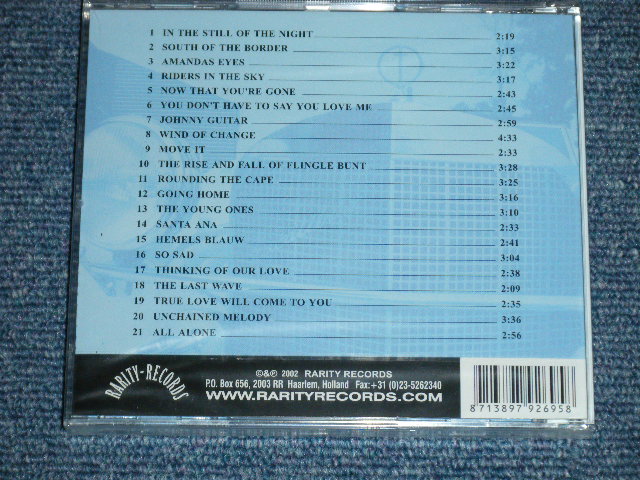 1 IN THE STILL OF THE NIGHT 2:19
2 SOUTH OF THE BORDER 3:15
3 AMANDAS EYES 3:22
4 RIDERS IN THE SKY 3:17
5 NOW THAT YOU'RE GONE 2:43
6 YOU DON'T HAVE TO SAY YOU LOVE ME 2:45
7 JOHNNY GUITAR 2:59
8 WIND OF CHANGE 4:33
9 MOVE IT 2:33
10 THE RISE AND FALL OF FLINGLE BUNT 3:28
11 ROUNDING THE CAPE 3:25
12 GOING HOME 3:16
13 THE YOUNG ONES 3:10
14 SANTA ANA 2:33
15 HEMELS BLAUW 2:41
16 SO SAD 3:04
17 THINKING OF OUR LOVE 2:38
18 THE LAST WAVE 2:09
19 TRUE LOVE WILL COME TO YOU 2:35
20 UNCHAINED MELODY 3:36
21 ALL ALONE 2:56
RARITY-RECORDS
©&℗ 2002 RARITY RECORDS
P.O. Box 656, 2003 RR Haarlem, Holland Fax:+31 (0)23-5262340
WWW.RARITYRECORDS.COM
8 713897 926958